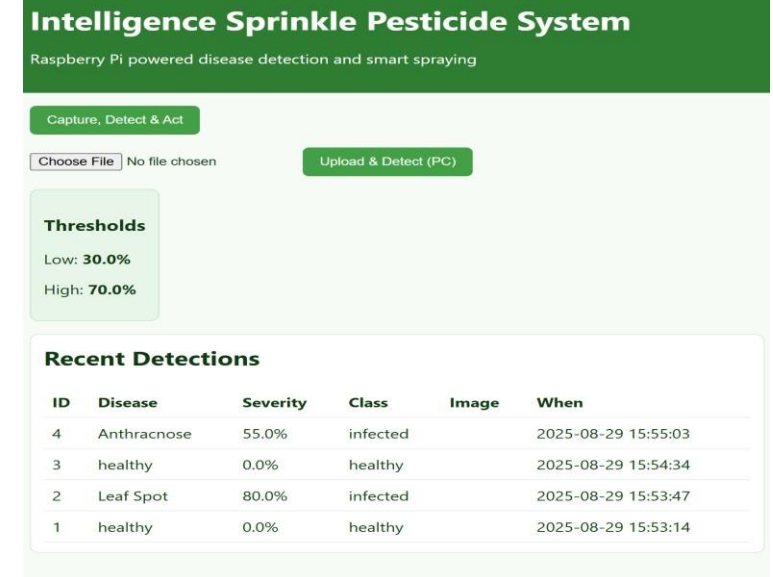 Intelligence Sprinkle Pesticide System
Raspberry Pi powered disease detection and smart spraying
Capture, Detect & Act
Choose File No file chosen Upload & Detect (PC)
Thresholds
Low: 30.0%
High: 70.0%
Recent Detections
ID Disease Severity Class Image When
4 Anthracnose 55.0% infected 2025-08-29 15:55:03
3 healthy 0.0% healthy 2025-08-29 15:54:34
2 Leaf Spot 80.0% infected 2025-08-29 15:53:47
1 healthy 0.0% healthy 2025-08-29 15:53:14